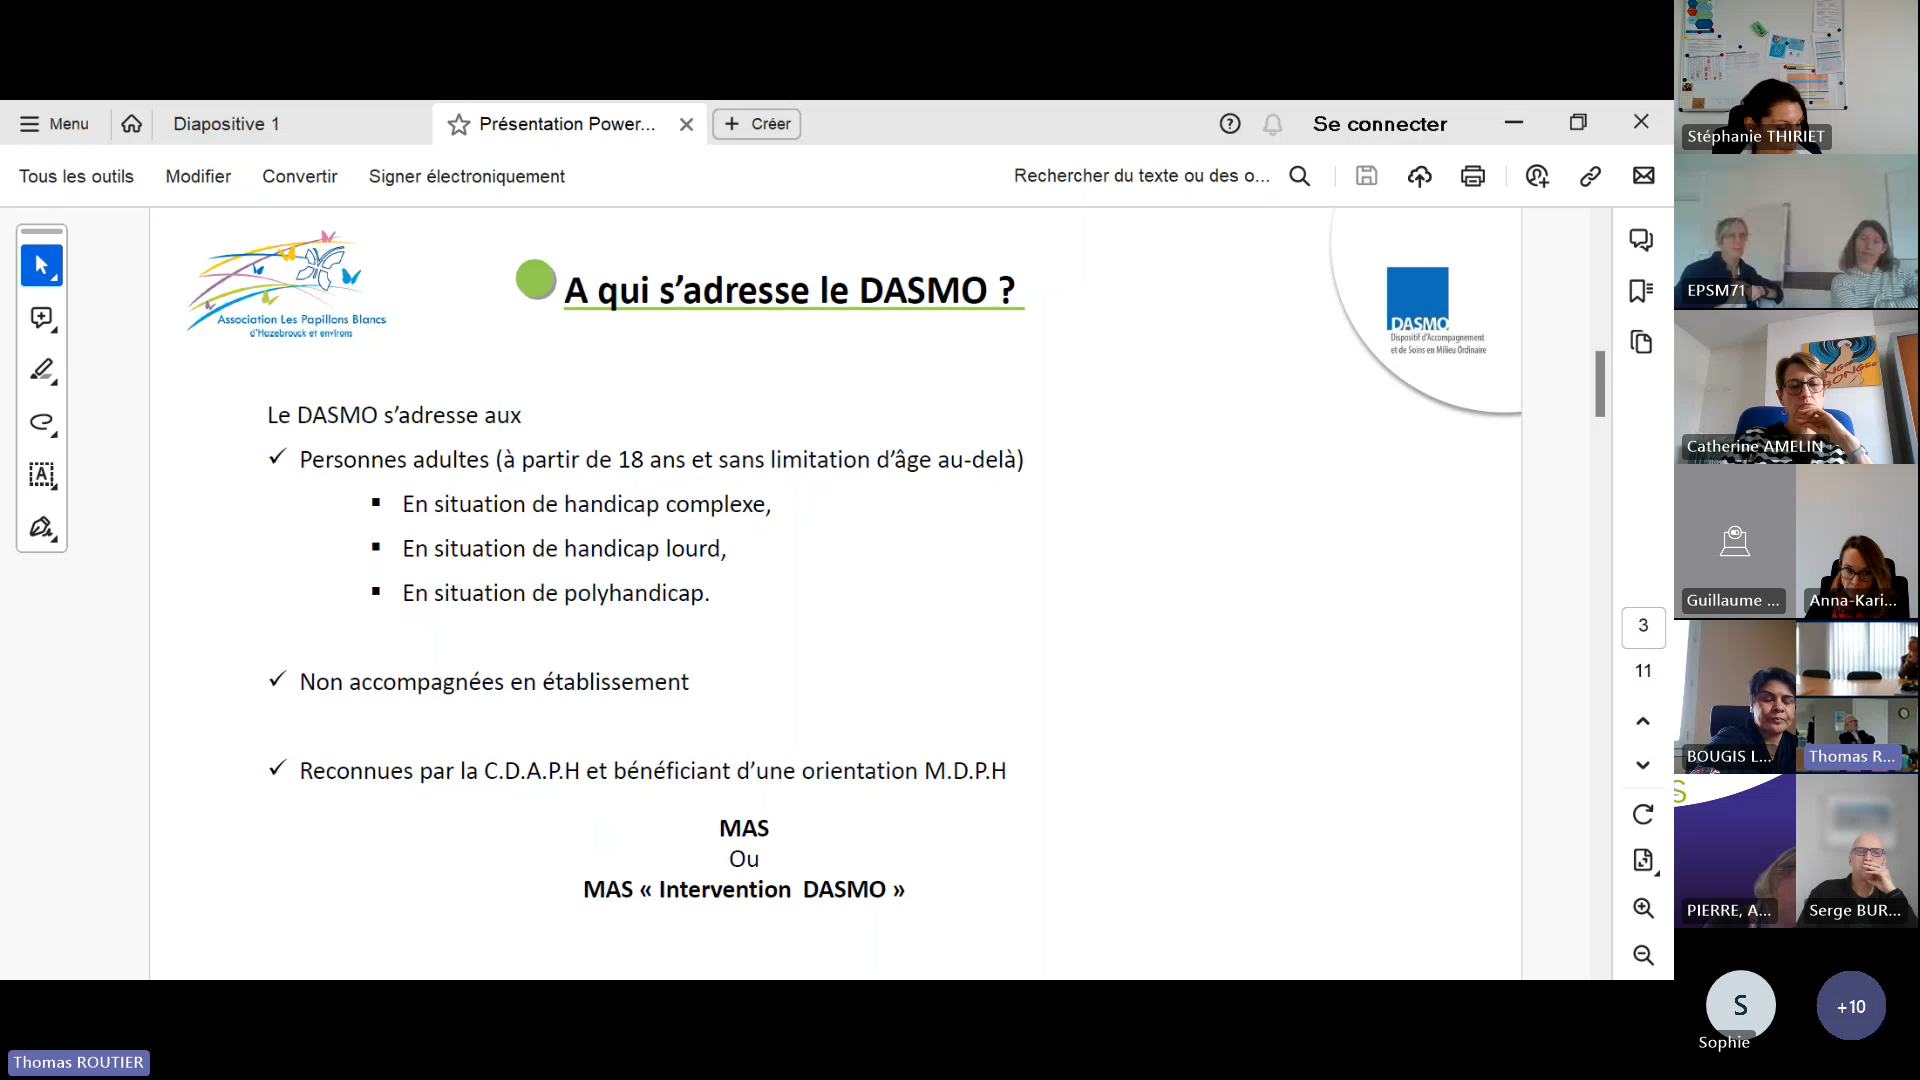 Menu
Diapositive 1
Présentation Power...
Créer
Se connecter
Tous les outils
Modifier
Convertir
Signer électroniquement
Rechercher du texte ou des o...
Association Les Papillons Blancs
d'Hazebrouck et environs
A qui s’adresse le DASMO ?
DASMO
Dispositif d'Accompagnement
et de Soins en Milieu Ordinaire
Le DASMO s’adresse aux
Personnes adultes (à partir de 18 ans et sans limitation d’âge au-delà)
En situation de handicap complexe,
En situation de handicap lourd,
En situation de polyhandicap.
Non accompagnées en établissement
Reconnues par la C.D.A.P.H et bénéficiant d’une orientation M.D.P.H
MAS
Ou
MAS « Intervention DASMO »
3
11
Stéphanie THIRIET
EPSM71
Catherine AMELIN
Guillaume ...
Anna-Kari...
BOUGIS L...
Thomas R...
PIERRE, A...
Serge BUR...
S
Sophie
+10
Thomas ROUTIER